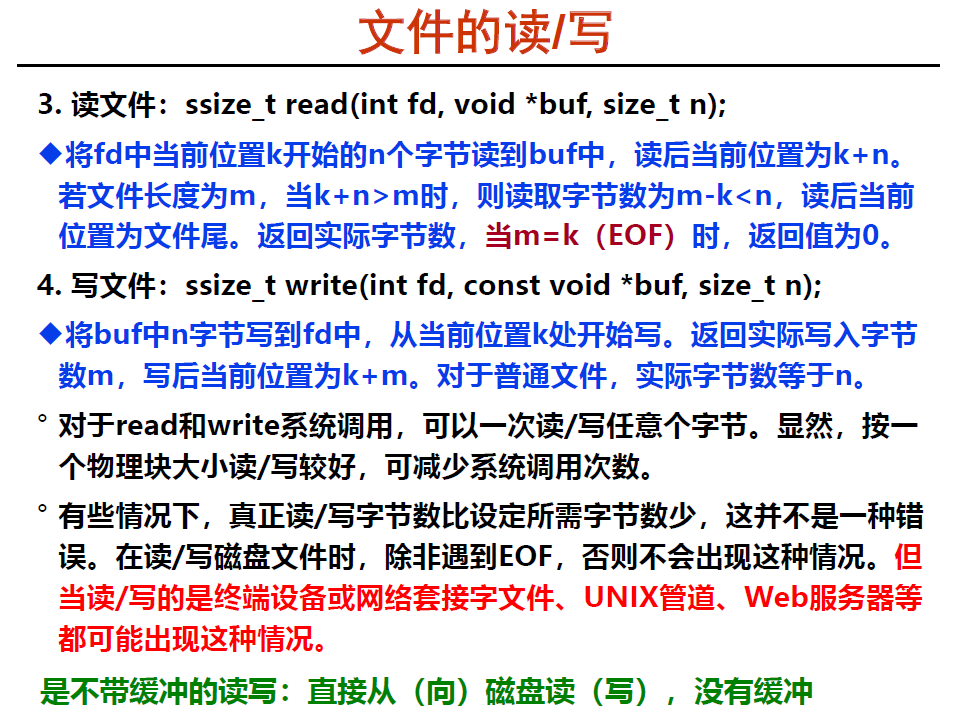 文件的读/写
3. 读文件：ssize_t read(int fd, void *buf, size_t n);
◆将fd中当前位置k开始的n个字节读到buf中，读后当前位置为k+n。
若文件长度为m，当k+n>m时，则读取字节数为m-k<n，读后当前
位置为文件尾。返回实际字节数，当m=k（EOF）时，返回值为0。
4. 写文件：ssize_t write(int fd, const void *buf, size_t n);
◆将buf中n字节写到fd中，从当前位置k处开始写。返回实际写入字节
数m，写后当前位置为k+m。对于普通文件，实际字节数等于n。
° 对于read和write系统调用，可以一次读/写任意个字节。显然，按一
个物理块大小读/写较好，可减少系统调用次数。
° 有些情况下，真正读/写字节数比设定所需字节数少，这并不是一种错
误。在读/写磁盘文件时，除非遇到EOF，否则不会出现这种情况。但
当读/写的是终端设备或网络套接字文件、UNIX管道、Web服务器等
都可能出现这种情况。
是不带缓冲的读写：直接从（向）磁盘读（写），没有缓冲